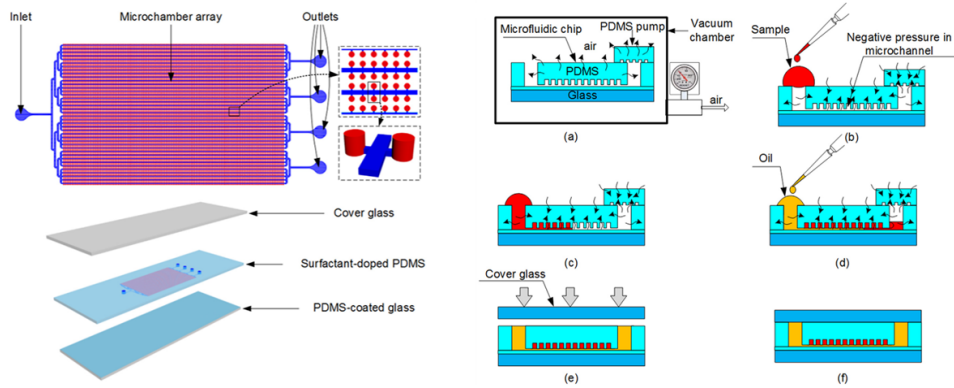 Inlet
Microchamber array
Outlets
Cover glass
Surfactant-doped PDMS
PDMS-coated glass
Microfluidic chip
air
PDMS pump
Vacuum
chamber
PDMS
Glass
air
(a)
Sample
Negative pressure in
microchannel
(b)
(c)
Oil
(d)
Cover glass
(e)
(f)